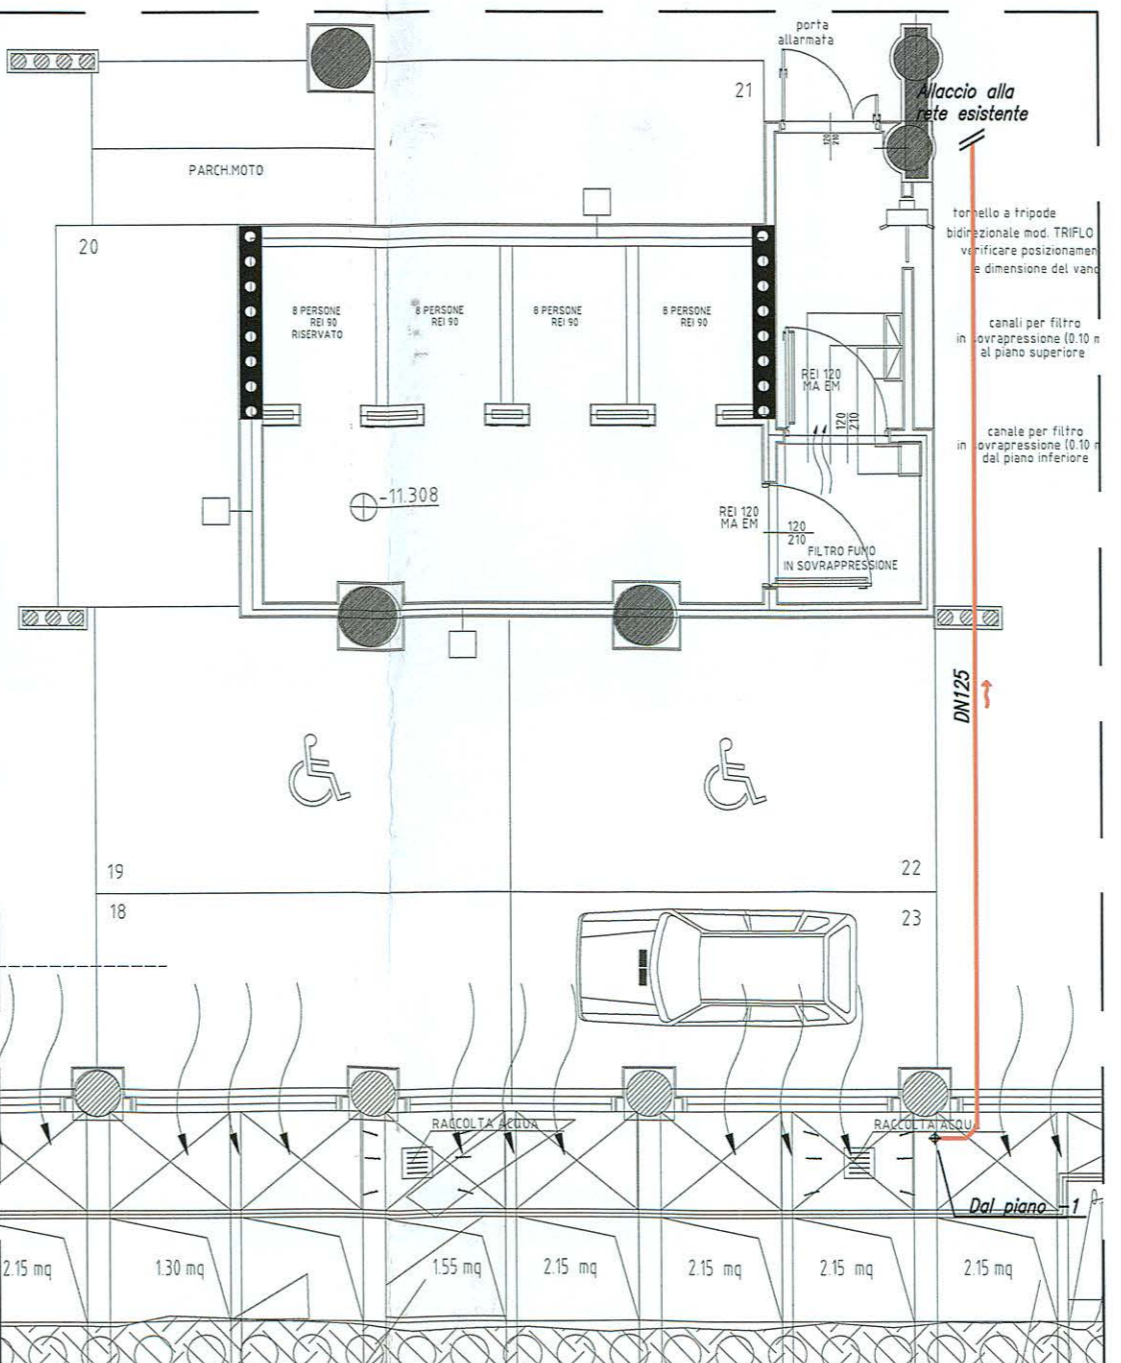 porta
allarmata
21
Allaccio alla
rete esistente
120
210
PARCH.MOTO
20
tornello a tripode
bidirezionale mod. TRIFLO
verificare posizionamen
e dimensione del vano
8 PERSONE
REI 90
RISERVATO
8 PERSONE
REI 90
8 PERSONE
REI 90
8 PERSONE
REI 90
canali per filtro
in sovrapressione (0.10 m
al piano superiore
REI 120
MA EM
120
210
canale per filtro
in sovrapressione (0.10 m
dal piano inferiore
-11.308
REI 120
MA EM
120
210
FILTRO FUMO
IN SOVRAPPRESSIONE
DN125
19
22
18
23
RACCOLTA ACQUA
RACCOLTA ACQUA
Dal piano -1
2.15 mq
1.30 mq
1.55 mq
2.15 mq
2.15 mq
2.15 mq
2.15 mq